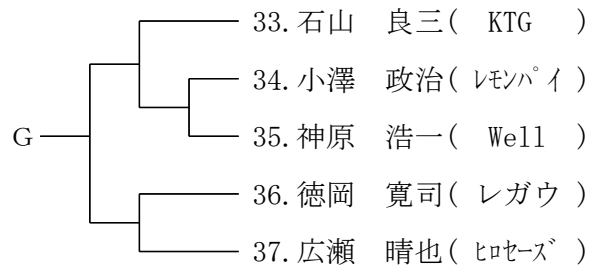 33.石山　良三(　KTG　)
34.小澤　政治(ﾚﾓﾝﾊﾟｲ)
G
35.神原　浩一(　Well　)
36.徳岡　寛司(レガウ)
37.広瀬　晴也(ﾋﾛｾｰｽﾞ)